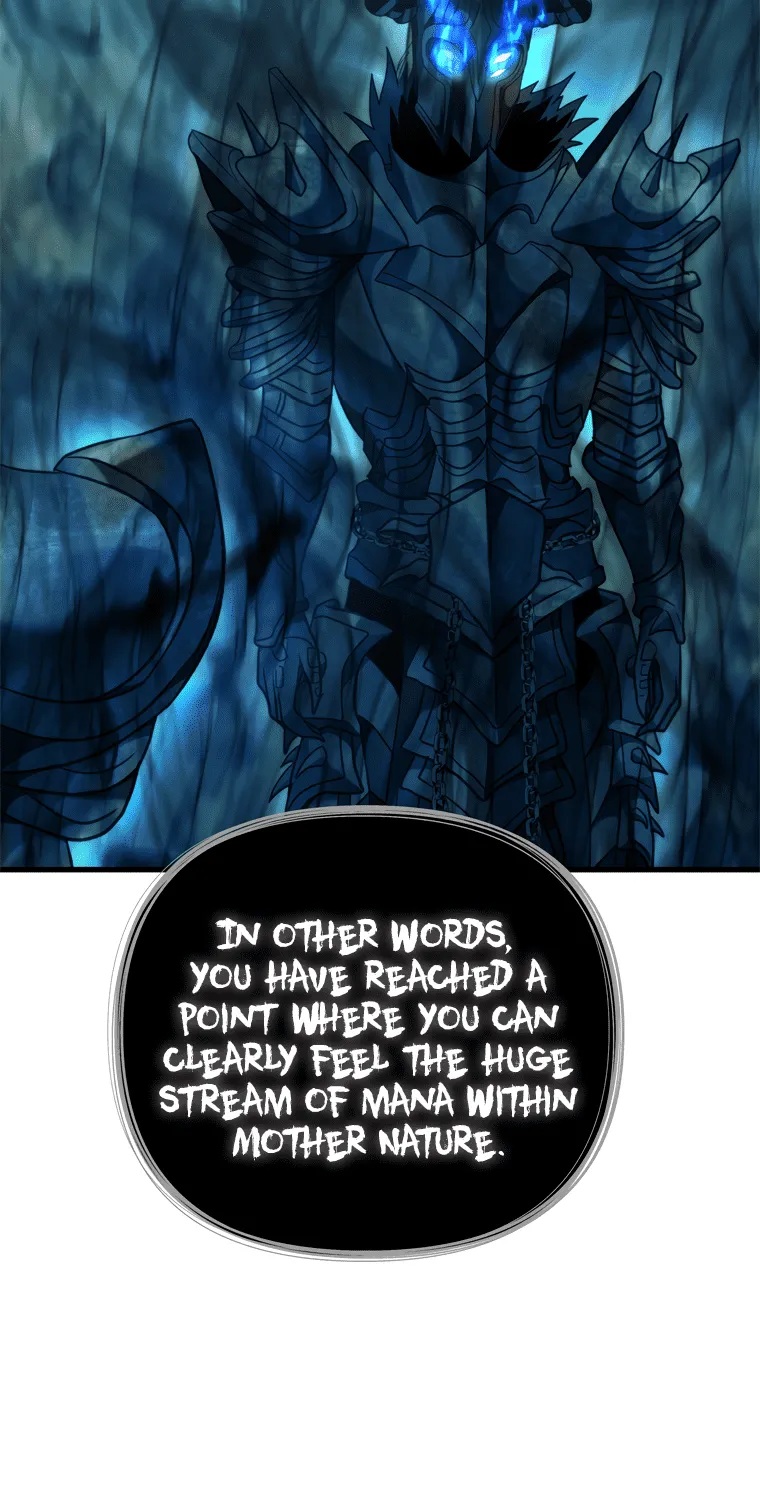 IN OTHER WORDS,
YOU HAVE REACHED A
POINT WHERE YOU CAN
CLEARLY FEEL THE HUGE
STREAM OF MANA WITHIN
MOTHER NATURE.